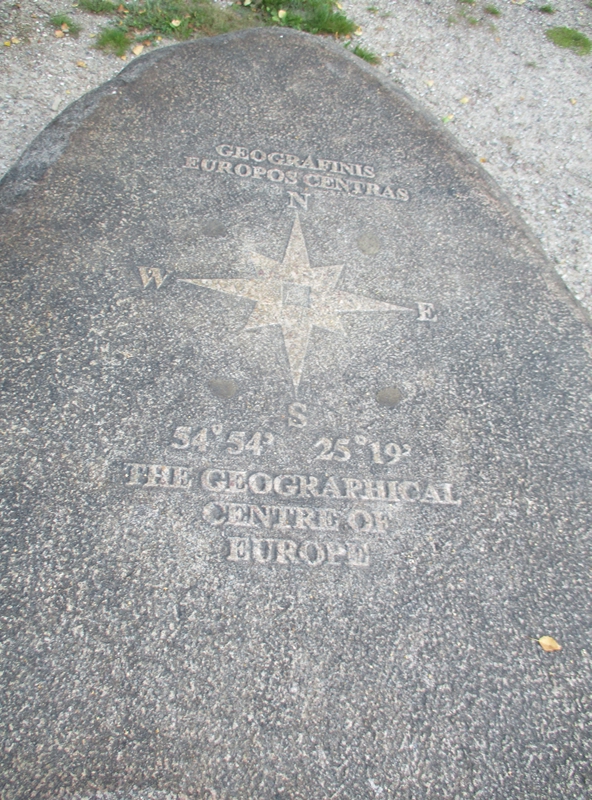 GEOGRAFINIS
EUROPOS CENTRAS
N
W E
S
54°54' 25°19'
THE GEOGRAPHICAL
CENTRE OF
EUROPE